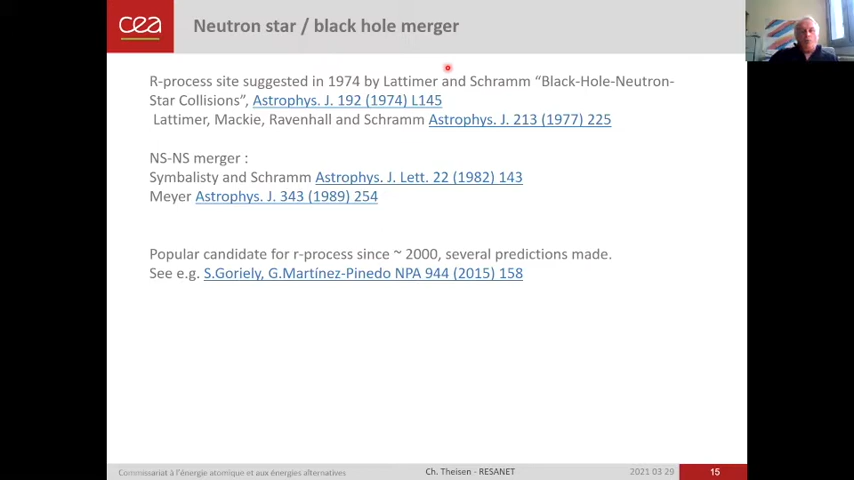 cea
Neutron star / black hole merger
R-process site suggested in 1974 by Lattimer and Schramm “Black-Hole-Neutron-
Star Collisions”, Astrophys. J. 192 (1974) L145
Lattimer, Mackie, Ravenhall and Schramm Astrophys. J. 213 (1977) 225
NS-NS merger :
Symbalisty and Schramm Astrophys. J. Lett. 22 (1982) 143
Meyer Astrophys. J. 343 (1989) 254
Popular candidate for r-process since ~ 2000, several predictions made.
See e.g. S.Goriely, G.Martínez-Pinedo NPA 944 (2015) 158
Commissariat à l'énergie atomique et aux énergies alternatives
Ch. Theisen - RESANET
2021 03 29
15